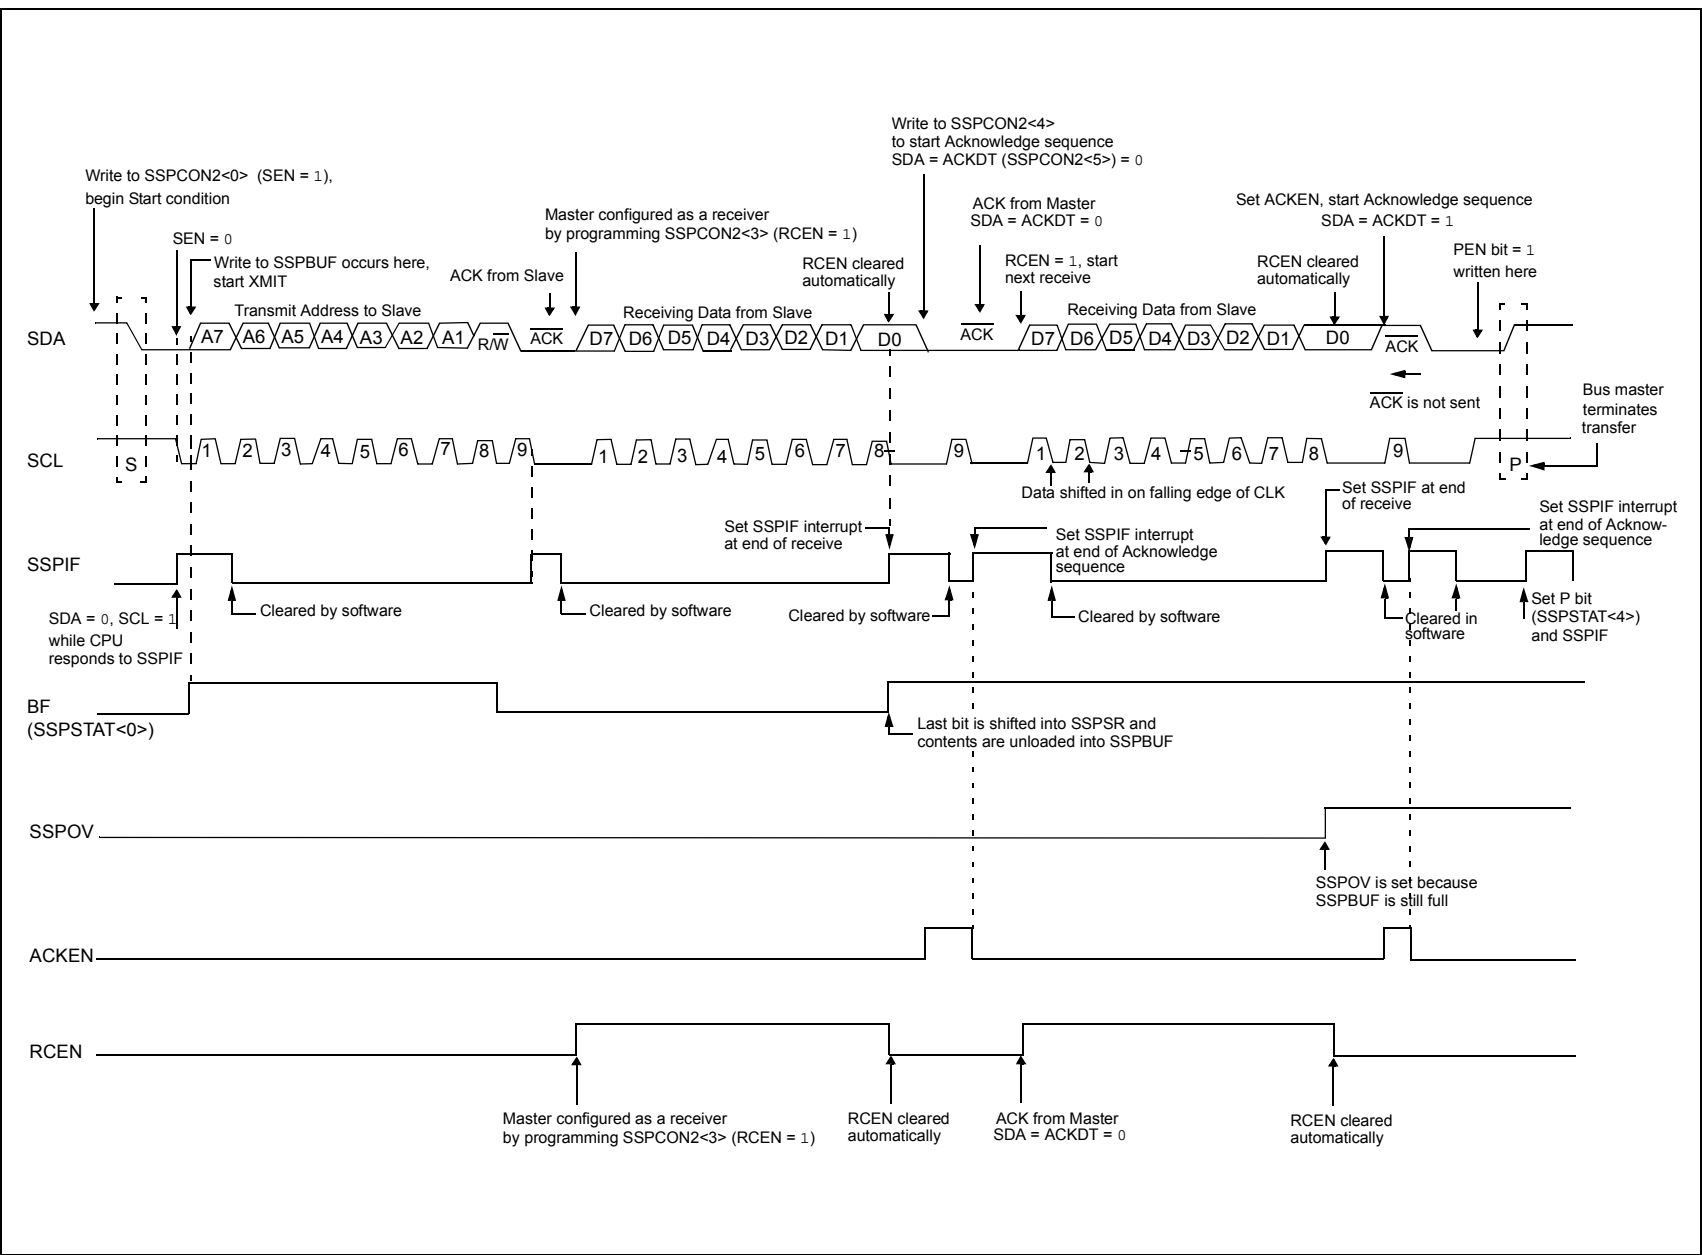 Write to SSPCON2<4>
to start Acknowledge sequence
SDA = ACKDT (SSPCON2<5>) = 0
Write to SSPCON2<0> (SEN = 1),
begin Start condition
SEN = 0
Write to SSPBUF occurs here,
start XMIT
ACK from Slave
Master configured as a receiver
by programming SSPCON2<3> (RCEN = 1)
RCEN cleared
automatically
ACK from Master
SDA = ACKDT = 0
RCEN = 1, start
next receive
Set ACKEN, start Acknowledge sequence
SDA = ACKDT = 1
RCEN cleared
automatically
PEN bit = 1
written here
Transmit Address to Slave
Receiving Data from Slave
Receiving Data from Slave
SDA A7 A6 A5 A4 A3 A2 A1 R/W ACK D7 D6 D5 D4 D3 D2 D1 D0 ACK D7 D6 D5 D4 D3 D2 D1 D0 ACK
ACK is not sent
Bus master
terminates
transfer
SCL S 1 2 3 4 5 6 7 8 9 1 2 3 4 5 6 7 8 9 1 2 3 4 5 6 7 8 9 P
Data shifted in on falling edge of CLK
Set SSPIF at end
of receive
Set SSPIF interrupt
at end of receive
Set SSPIF interrupt
at end of Acknowledge
sequence
Set SSPIF interrupt
at end of Acknow-
ledge sequence
SSPIF
SDA = 0, SCL = 1
while CPU
responds to SSPIF
Cleared by software
Cleared by software
Cleared by software
Cleared by software
Cleared in
software
Set P bit
(SSPSTAT<4>)
and SSPIF
BF
(SSPSTAT<0>)
Last bit is shifted into SSPSR and
contents are unloaded into SSPBUF
SSPOV
SSPOV is set because
SSPBUF is still full
ACKEN
RCEN
Master configured as a receiver
by programming SSPCON2<3> (RCEN = 1)
RCEN cleared
automatically
ACK from Master
SDA = ACKDT = 0
RCEN cleared
automatically